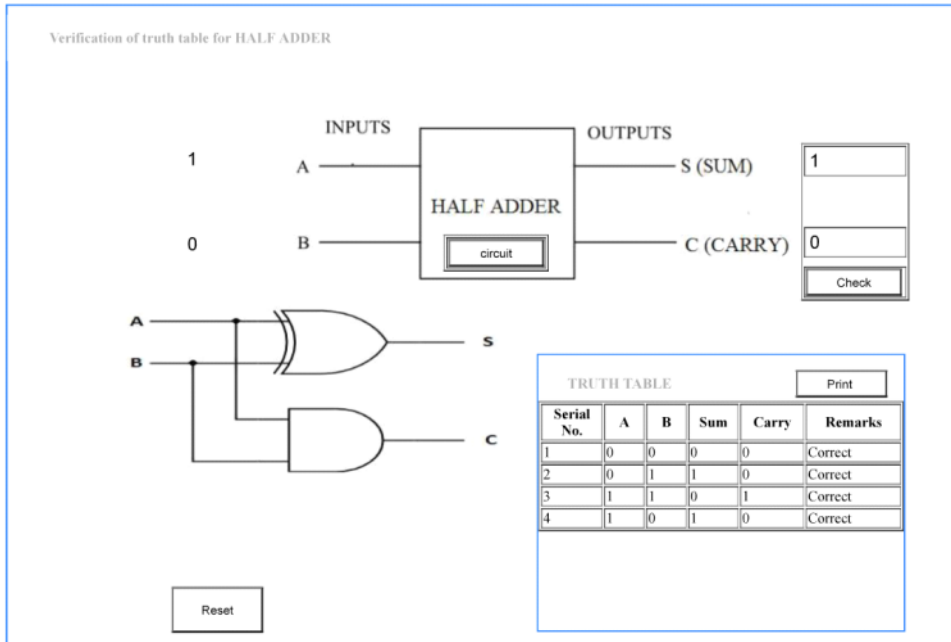 Verification of truth table for HALF ADDER
INPUTS
OUTPUTS
1
A
S (SUM)
1
HALF ADDER
0
B
circuit
C (CARRY)
0
Check
A
B
S
C
TRUTH TABLE
Print
Serial No. A B Sum Carry Remarks
1 0 0 0 0 Correct
2 0 1 1 0 Correct
3 1 1 0 1 Correct
4 1 0 1 0 Correct
Reset